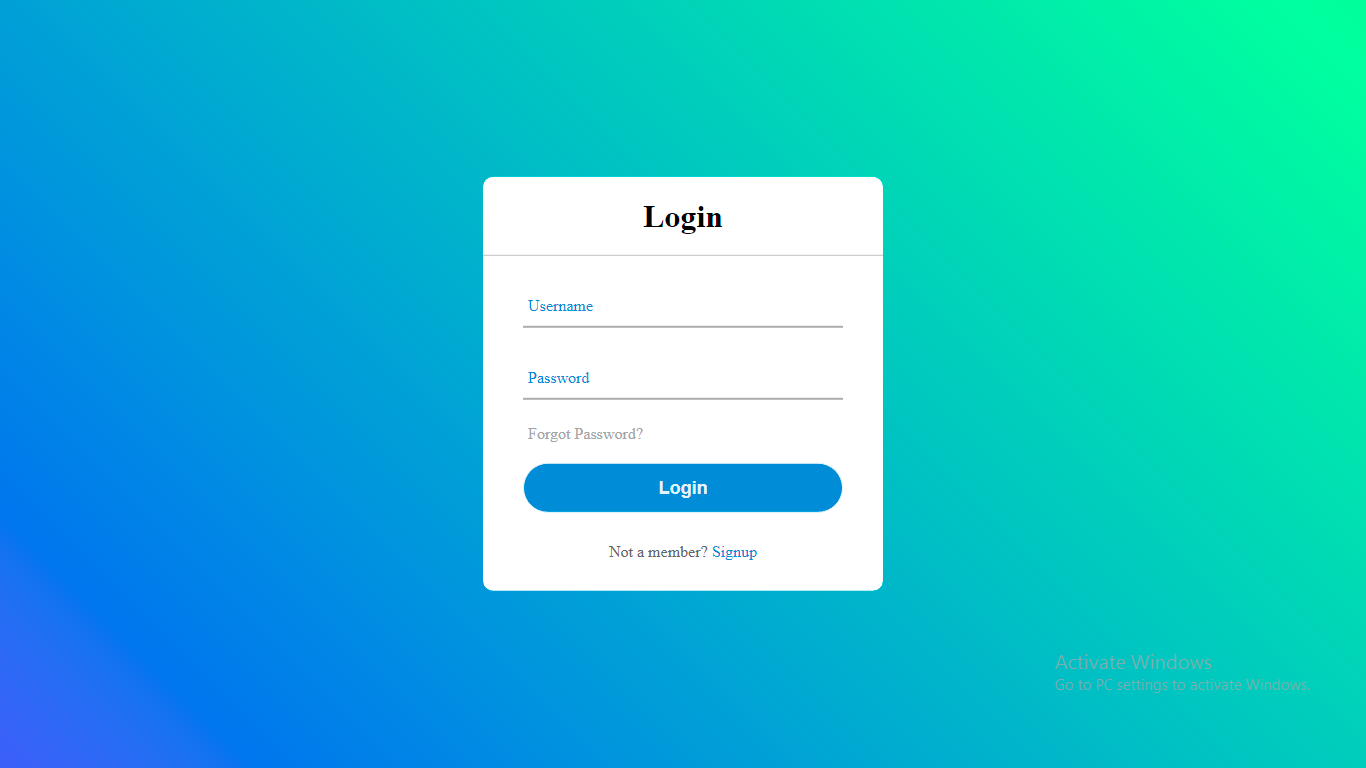 Login
Username
Password
Forgot Password?
Login
Not a member? Signup
Activate Windows
Go to PC settings to activate Windows.